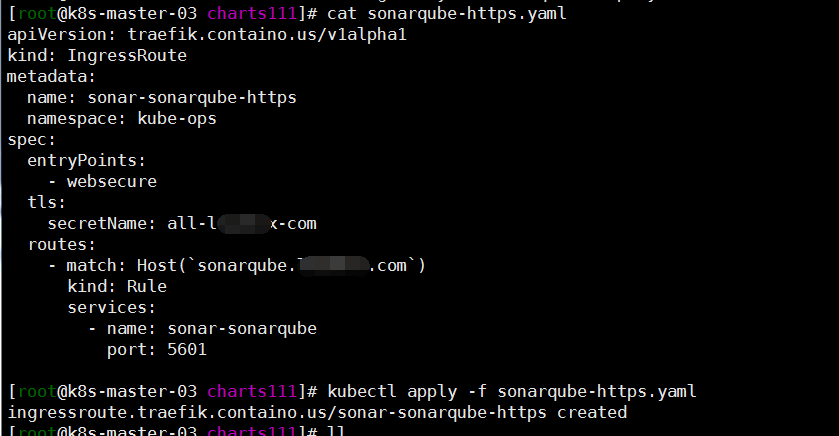 [root@k8s-master-03 charts111]# cat sonarqube-https.yaml
apiVersion: traefik.containo.us/v1alpha1
kind: IngressRoute
metadata:
  name: sonar-sonarqube-https
  namespace: kube-ops
spec:
  entryPoints:
    - websecure
  tls:
    secretName: all-l x-com
  routes:
    - match: Host(`sonarqube. .com`)
      kind: Rule
      services:
        - name: sonar-sonarqube
          port: 5601
[root@k8s-master-03 charts111]# kubectl apply -f sonarqube-https.yaml
ingressroute.traefik.containo.us/sonar-sonarqube-https created
[root@k8s-master-03 charts111]# ll